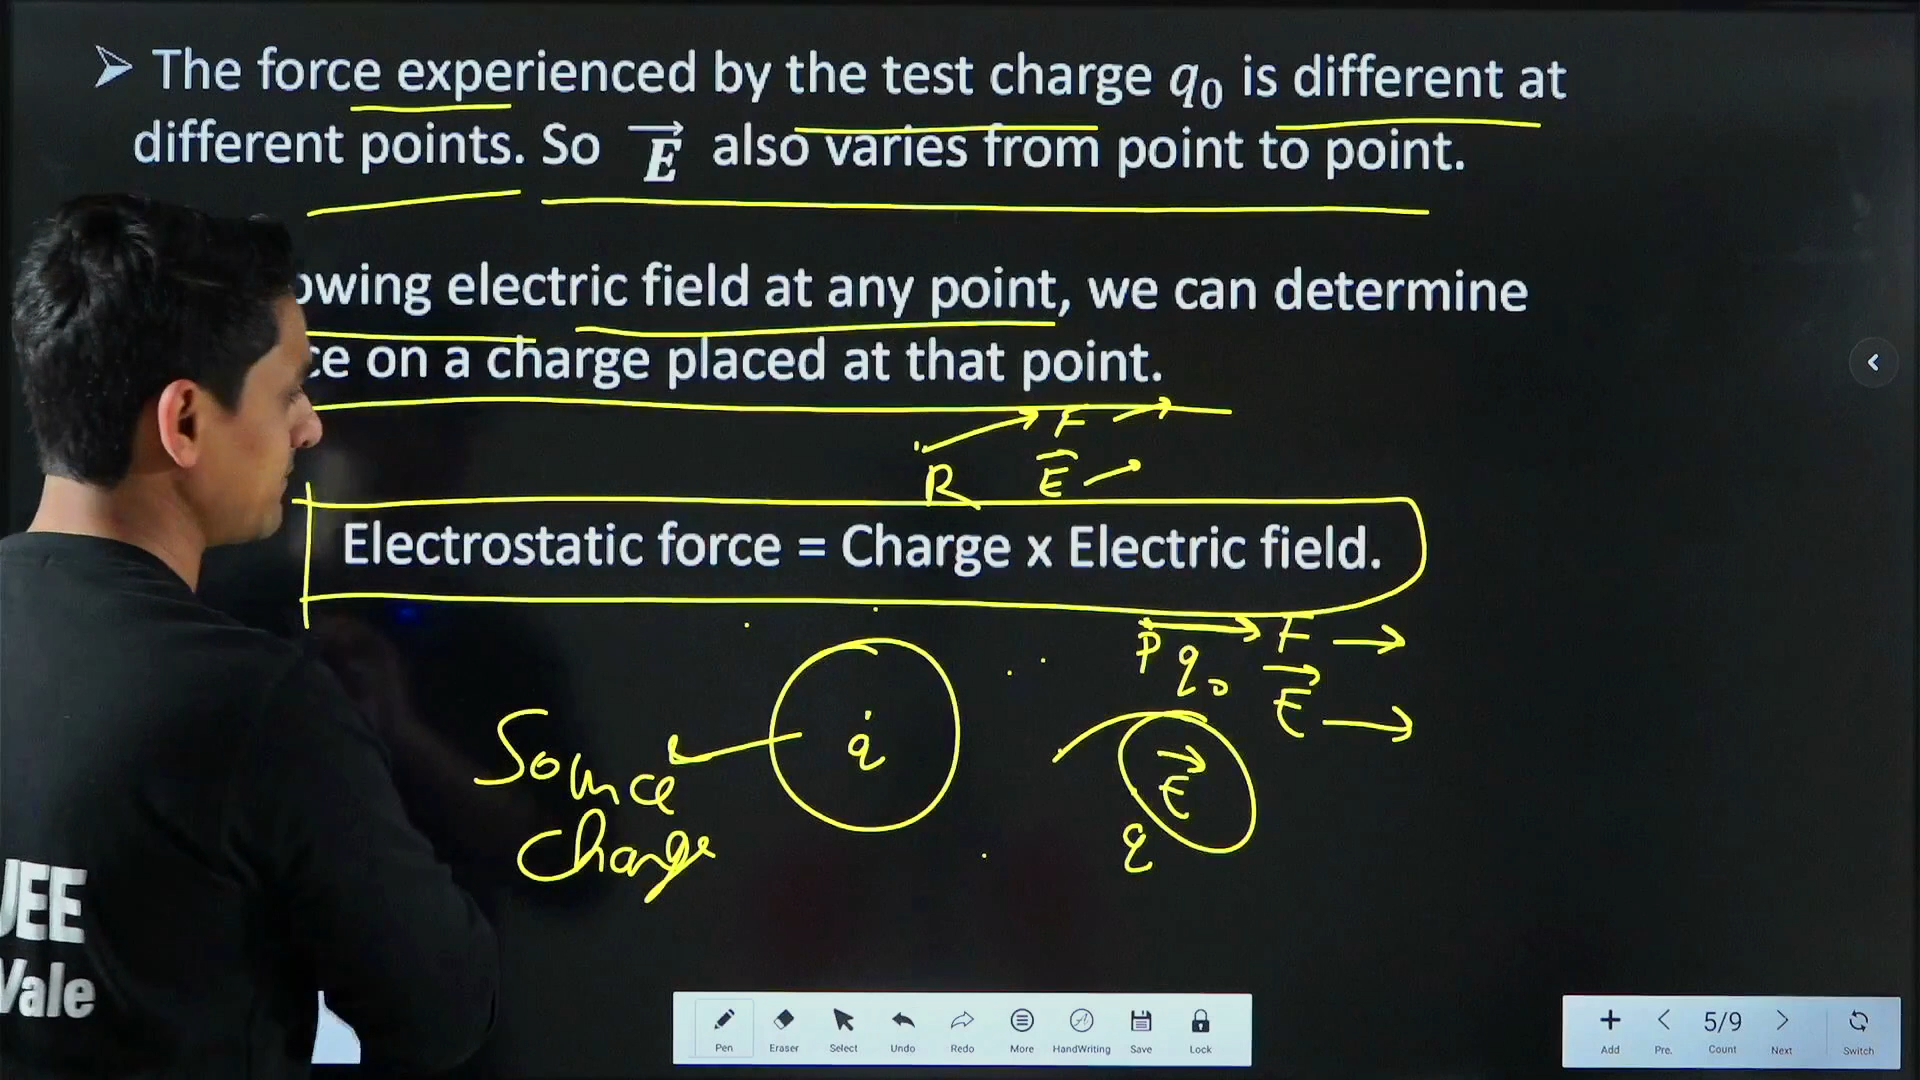 ➢ The force experienced by the test charge q₀ is different at
different points. So E⃗ also varies from point to point.
owing electric field at any point, we can determine
ce on a charge placed at that point.
F
R E⃗
Electrostatic force = Charge x Electric field.
P q₀ F
E⃗
Source
Charge
q
E⃗
q
JEE
Wale
Pen Eraser Select Undo Redo More HandWriting Save Lock
5/9
Add Pre. Count Next Switch